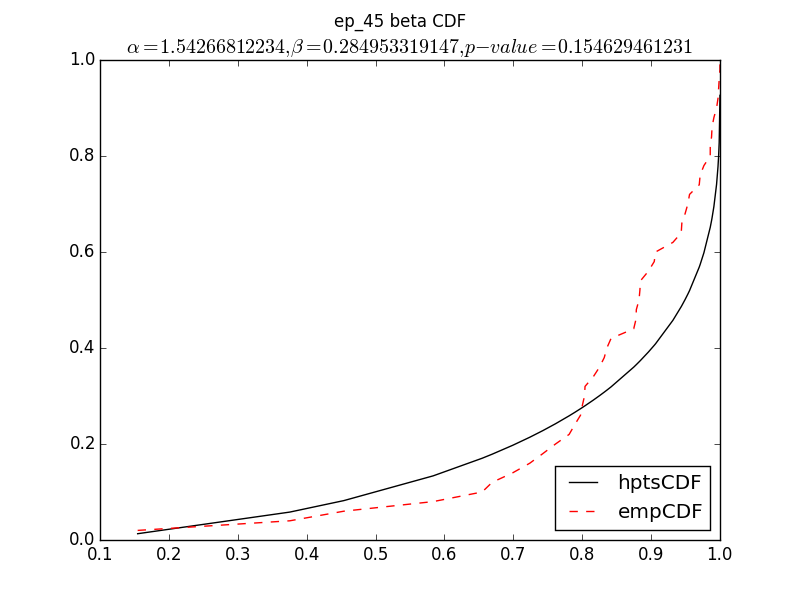 ep_45 beta CDF
α=1.54266812234,β=0.284953319147,p−value=0.154629461231
1.0
0.8
0.6
0.4
0.2
0.0
0.1 0.2 0.3 0.4 0.5 0.6 0.7 0.8 0.9 1.0
hptsCDF
empCDF